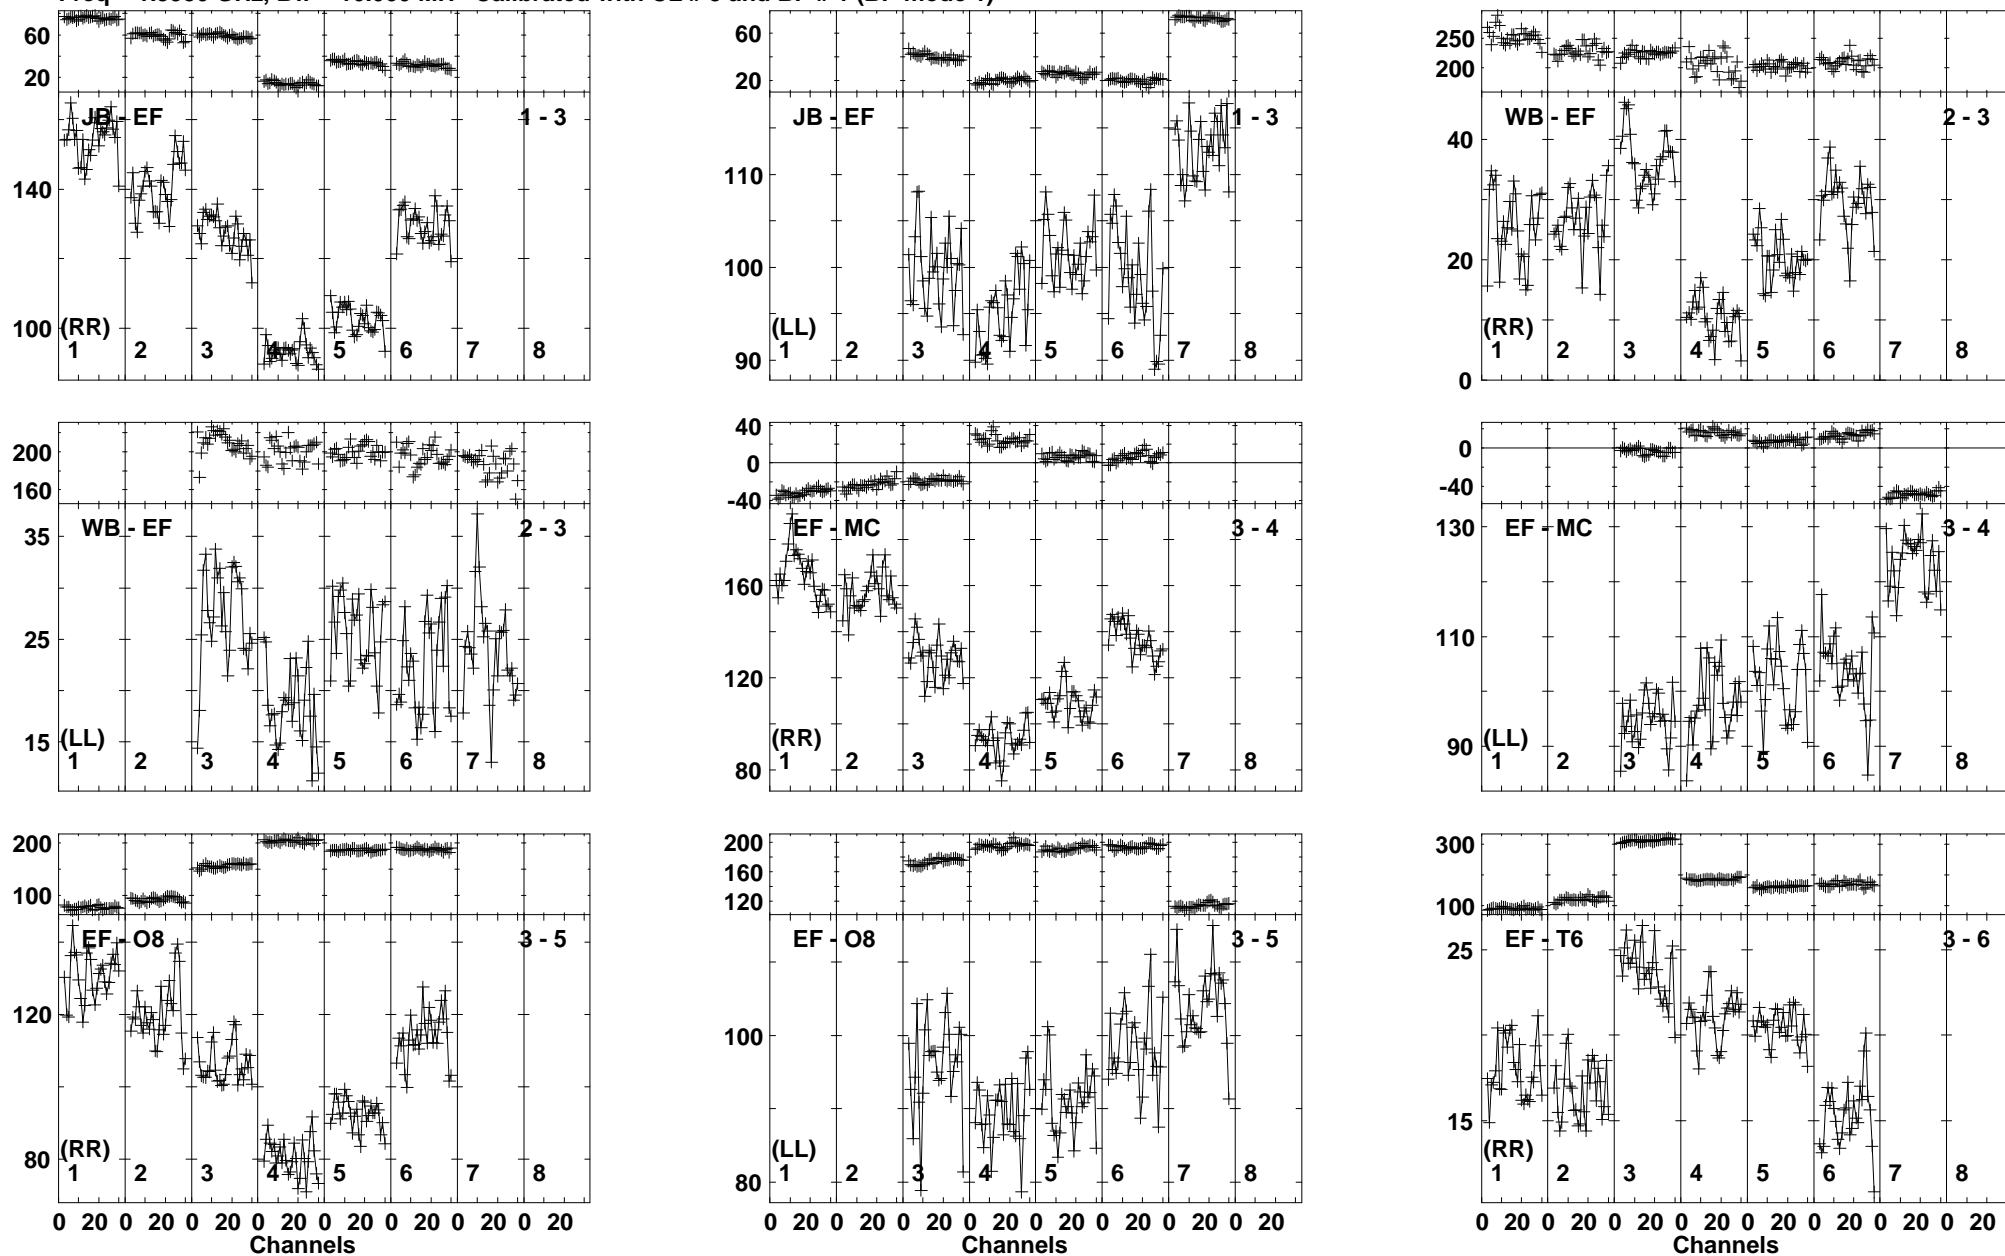 60 20 JB - EF 1 - 3 140 100 (RR) 1 2 3 4 5 6 7 8
60 20 JB - EF 1 - 3 110 100 90 (LL) 1 2 3 4 5 6 7 8
250 200 WB - EF 2 - 3 40 20 0 (RR) 1 2 3 4 5 6 7 8
200 160 WB - EF 2 - 3 35 25 15 (LL) 1 2 3 4 5 6 7 8
40 0 -40 EF - MC 3 - 4 160 120 80 (RR) 1 2 3 4 5 6 7 8
0 -40 EF - MC 3 - 4 130 110 90 (LL) 1 2 3 4 5 6 7 8
200 100 EF - O8 3 - 5 120 80 (RR) 1 2 3 4 5 6 7 8
200 160 120 EF - O8 3 - 5 100 80 (LL) 1 2 3 4 5 6 7 8
300 100 EF - T6 3 - 6 25 15 (RR) 1 2 3 4 5 6 7 8
0 20 0 20 0 20 0 20 0 20 0 20 0 20 0 20
Channels
0 20 0 20 0 20 0 20 0 20 0 20 0 20 0 20
Channels
0 20 0 20 0 20 0 20 0 20 0 20 0 20 0 20